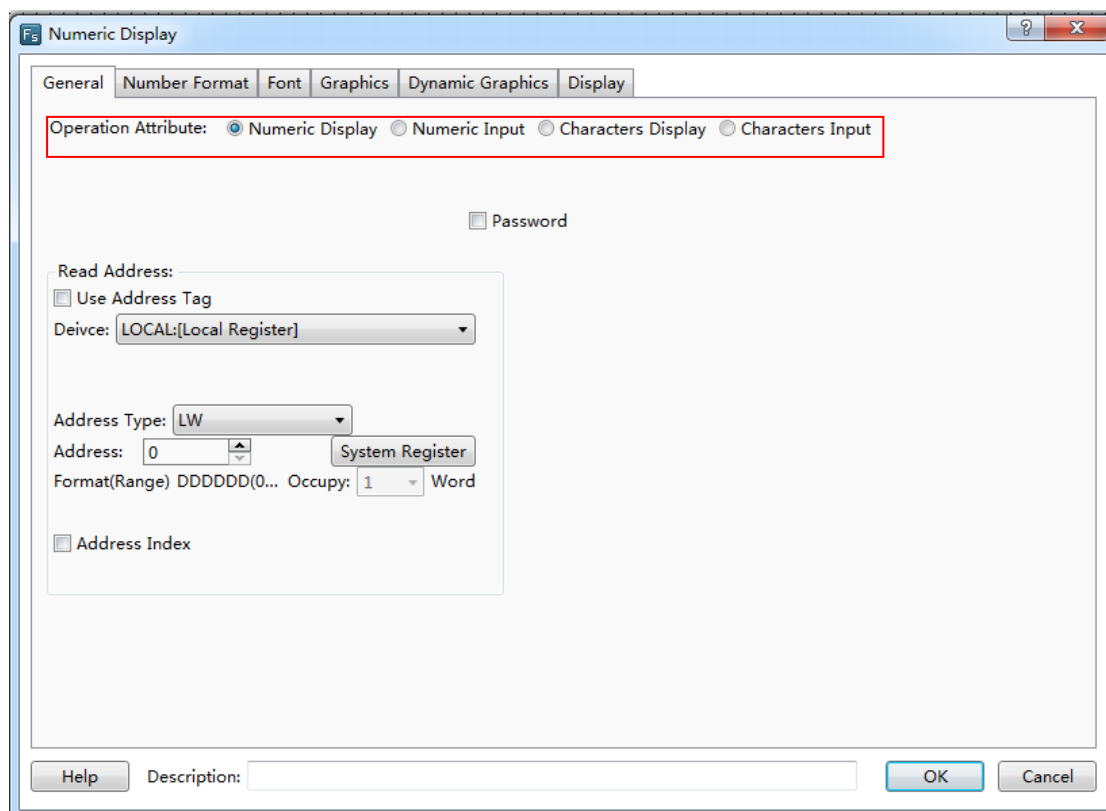 Fs Numeric Display ? X
General Number Format Font Graphics Dynamic Graphics Display
Operation Attribute: Numeric Display Numeric Input Characters Display Characters Input
Password
Read Address:
Use Address Tag
Deivce: LOCAL:[Local Register]
Address Type: LW
Address: 0 System Register
Format(Range) DDDDDD(0... Occupy: 1 Word
Address Index
Help Description: OK Cancel